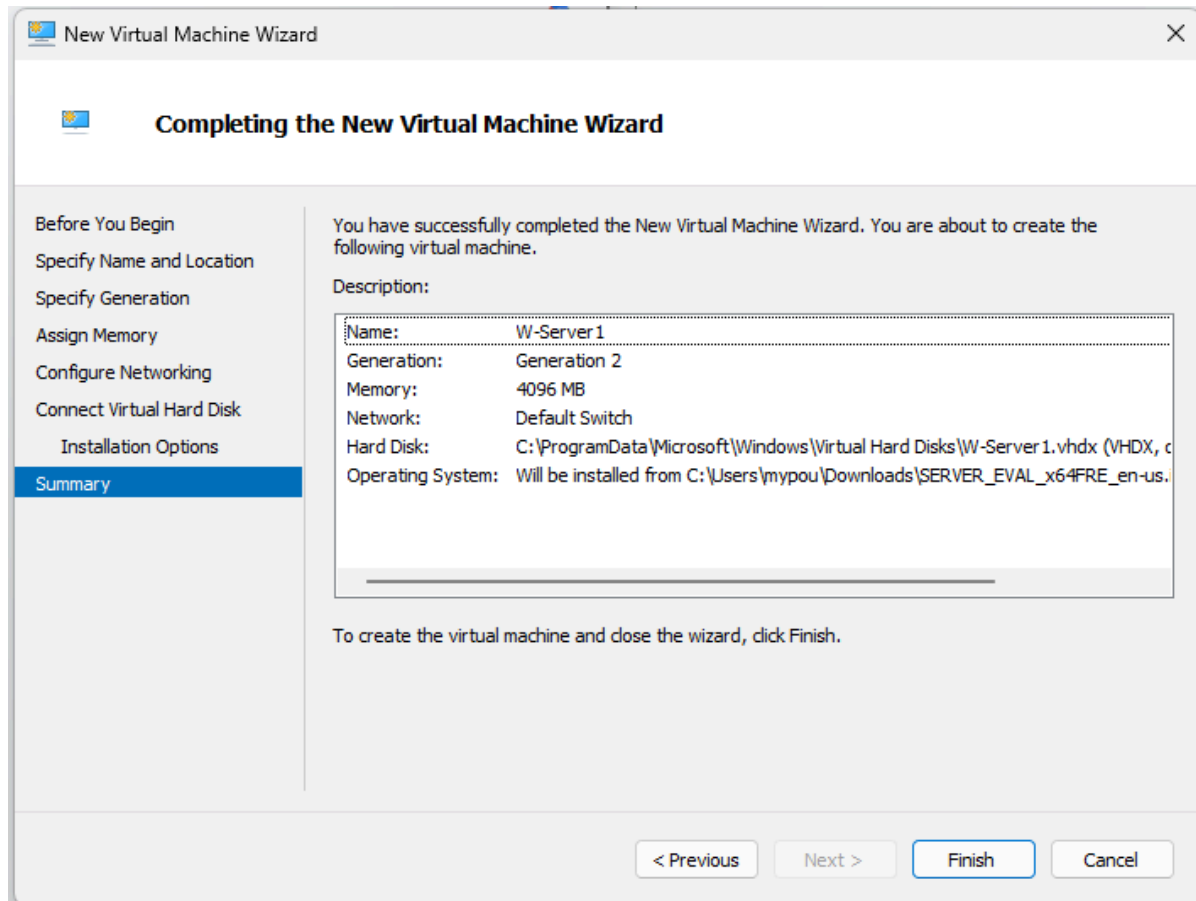 New Virtual Machine Wizard
Completing the New Virtual Machine Wizard
Before You Begin
Specify Name and Location
Specify Generation
Assign Memory
Configure Networking
Connect Virtual Hard Disk
Installation Options
Summary
You have successfully completed the New Virtual Machine Wizard. You are about to create the
following virtual machine.
Description:
Name: W-Server1
Generation: Generation 2
Memory: 4096 MB
Network: Default Switch
Hard Disk: C:\ProgramData\Microsoft\Windows\Virtual Hard Disks\W-Server1.vhdx (VHDX,
Operating System: Will be installed from C:\Users\mypou\Downloads\SERVER_EVAL_x64FRE_en-us.
To create the virtual machine and close the wizard, click Finish.
< Previous
Next >
Finish
Cancel